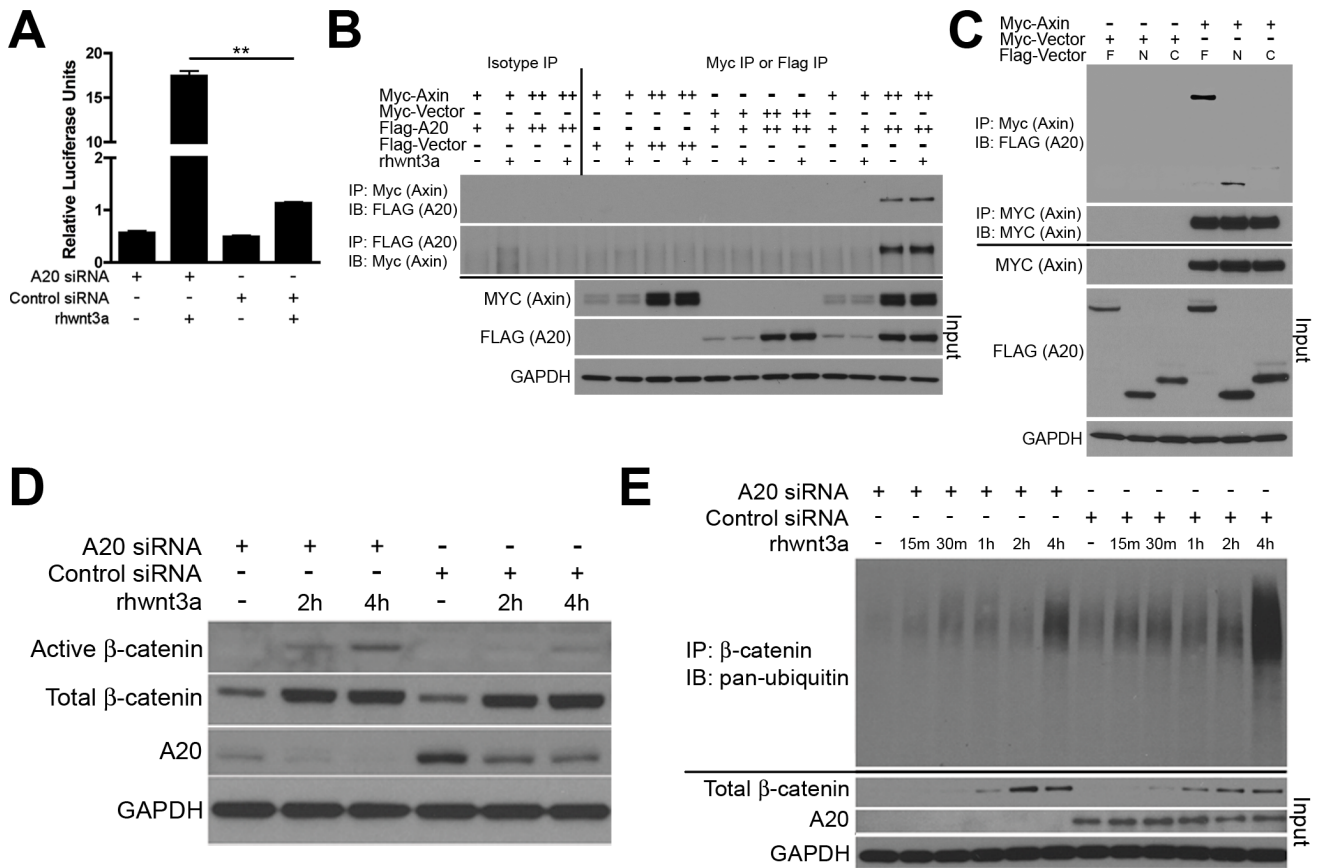 A
Relative Luciferase Units
20
15
10
2
1
0
**
A20 siRNA + + - -
Control siRNA - - + +
rhwnt3a - + - +
B
Isotype IP Myc IP or Flag IP
Myc-Axin + + ++ ++ + + ++ ++ - - - - + + ++ ++
Myc-Vector - - - - - - - - + + ++ ++ - - - -
Flag-A20 + + ++ ++ - - - - + + ++ ++ + + ++ ++
Flag-Vector - - - - + + ++ ++ - - - - - - - -
rhwnt3a - + - + - + - + - + - + - + - +
IP: Myc (Axin)
IB: FLAG (A20)
IP: FLAG (A20)
IB: Myc (Axin)
MYC (Axin)
FLAG (A20)
GAPDH
Input
C
Myc-Axin - - - + + +
Myc-Vector + + + - - -
Flag-Vector F N C F N C
IP: Myc (Axin)
IB: FLAG (A20)
IP: MYC (Axin)
IB: MYC (Axin)
MYC (Axin)
FLAG (A20)
GAPDH
Input
D
A20 siRNA + + + - - -
Control siRNA - - - + + +
rhwnt3a - 2h 4h - 2h 4h
Active β-catenin
Total β-catenin
A20
GAPDH
E
A20 siRNA + + + + + + - - - - - -
Control siRNA - - - - - - + + + + + +
rhwnt3a - 15m 30m 1h 2h 4h - 15m 30m 1h 2h 4h
IP: β-catenin
IB: pan-ubiquitin
Total β-catenin
A20
GAPDH
Input